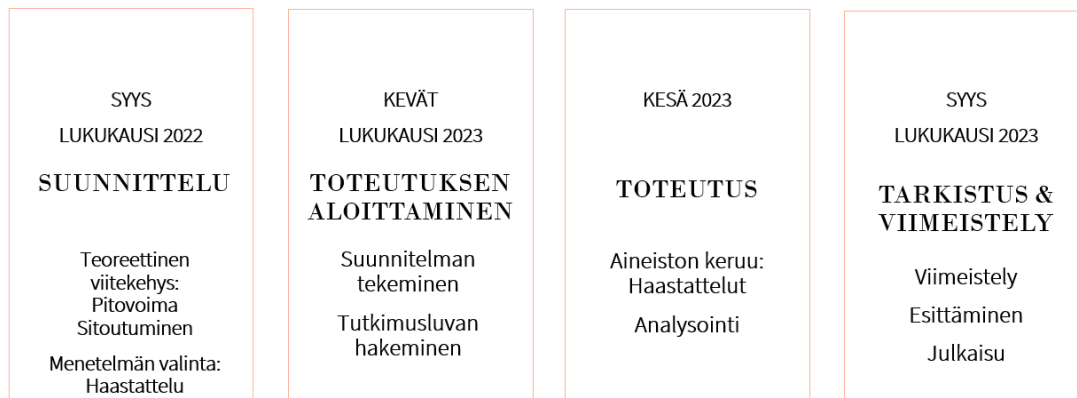 SYYS
LUKUKAUSI 2022
SUUNNITTELU
Teoreettinen
viitekehys:
Pitovoima
Sitoutuminen
Menetelmän valinta:
Haastattelu
KEVÄT
LUKUKAUSI 2023
TOTEUTUKSEN
ALOITTAMINEN
Suunnitelman
tekeminen
Tutkimusluvan
hakeminen
KESÄ 2023
TOTEUTUS
Aineiston keruu:
Haastattelut
Analysointi
SYYS
LUKUKAUSI 2023
TARKISTUS &
VIIMEISTELY
Viimeistely
Esittäminen
Julkaisu